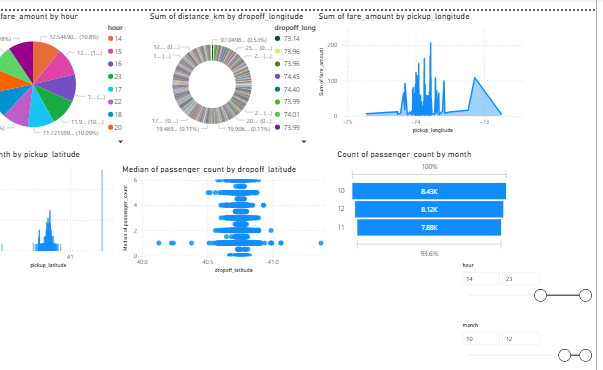 fare_amount by hour
Sum of distance_km by dropoff_longitude
Sum of fare_amount by pickup_longitude
12.54690... (10.8%)
12.... (1...)
1... (...)
11.9... (10....)
11.721599... (10.09%)
hour
14
15
16
23
17
22
18
20
97.0498... (0.53%)
25.... (...)
2... (...)
2... (...)
19.906... (0.11%)
19.489... (0.11%)
17.... (0....)
1... (...)
12.... (0....)
dropoff_long
73.14
73.96
73.96
74.45
74.40
73.99
74.01
73.99
Sum of fare_amount
200
100
0
-75
-74
-73
pickup_longitude
nth by pickup_latitude
41
pickup_latitude
Median of passenger_count by dropoff_latitude
Median of passenger_count
6
4
2
0
40.0
40.5
41.0
dropoff_latitude
Count of passenger_count by month
100%
10
8.43K
12
8.12K
11
7.88K
93.6%
hour
14
23
month
10
12